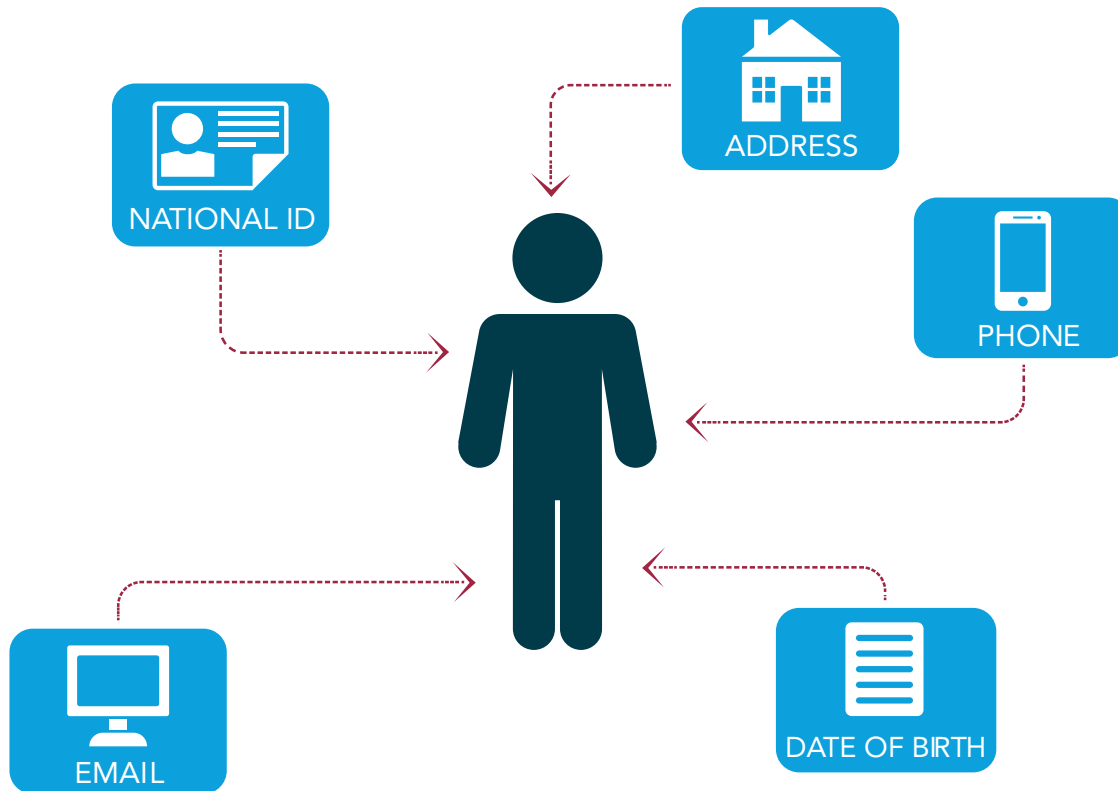 ADDRESS
NATIONAL ID
PHONE
DATE OF BIRTH
EMAIL